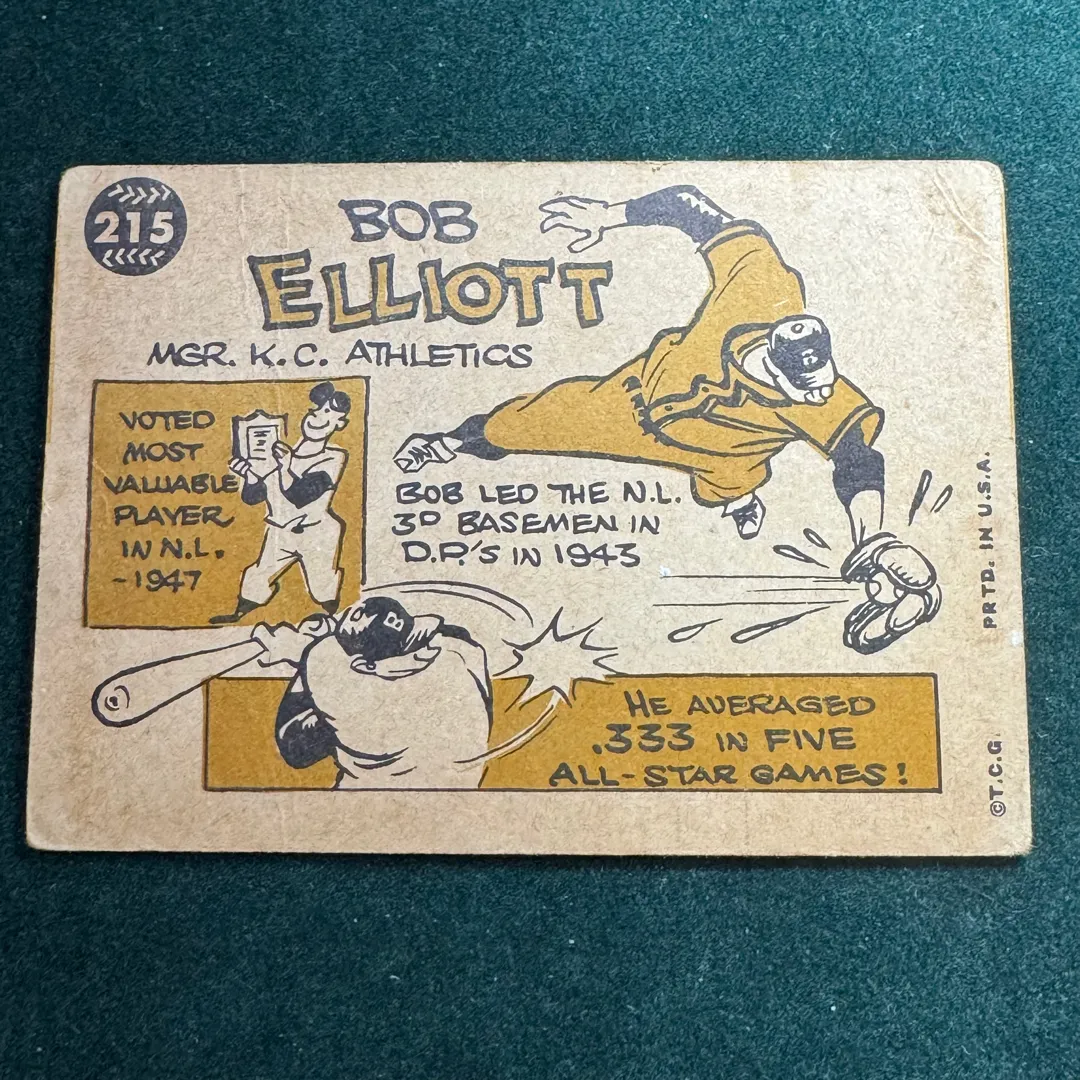 215
BOB
ELLIOTT
MGR. K.C. ATHLETICS
VOTED
MOST
VALUABLE
PLAYER
IN N.L.
-1947
BOB LED THE N.L.
3D BASEMEN IN
D.P.'S IN 1943
B
HE AVERAGED
.333 IN FIVE
ALL-STAR GAMES!
PRTD. IN U.S.A.
©T.C.G.